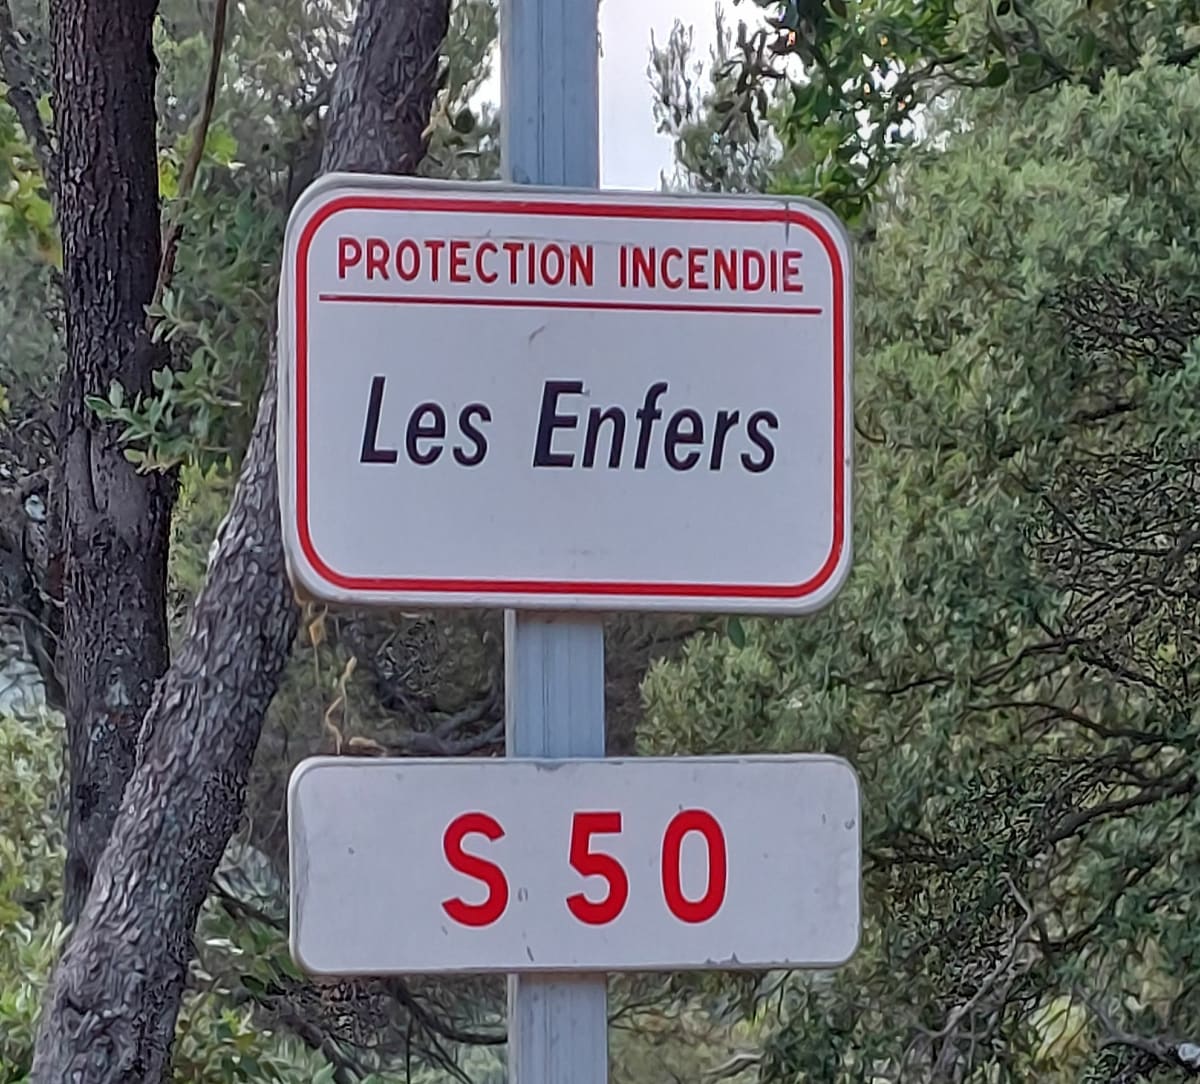 PROTECTION INCENDIE
Les Enfers
S 50